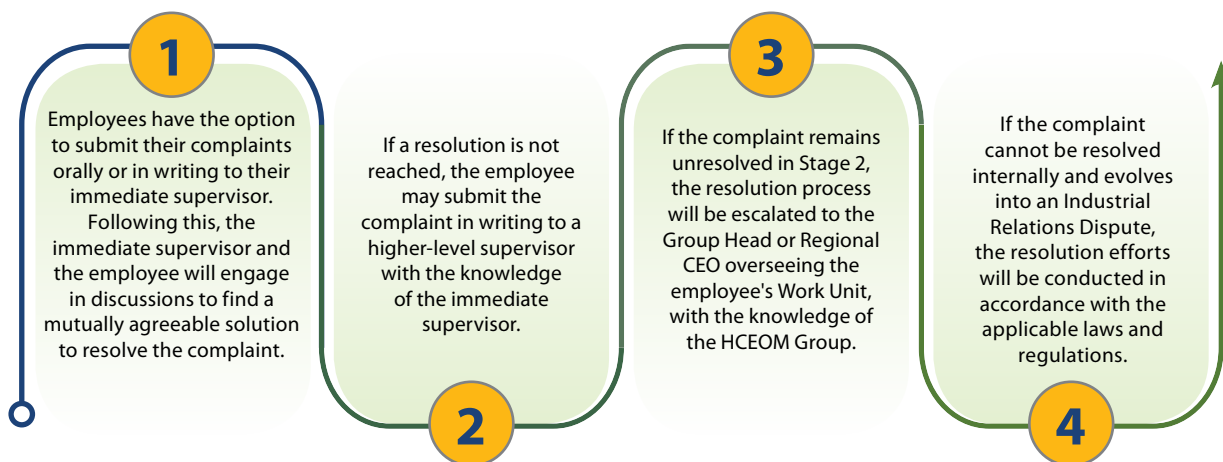 1
Employees have the option
to submit their complaints
orally or in writing to their
immediate supervisor.
Following this, the
immediate supervisor and
the employee will engage
in discussions to find a
mutually agreeable solution
to resolve the complaint.
If a resolution is not
reached, the employee
may submit the
complaint in writing to a
higher-level supervisor
with the knowledge
of the immediate
supervisor.
2
3
If the complaint remains
unresolved in Stage 2,
the resolution process
will be escalated to the
Group Head or Regional
CEO overseeing the
employee's Work Unit,
with the knowledge of
the HCEOM Group.
If the complaint
cannot be resolved
internally and evolves
into an Industrial
Relations Dispute,
the resolution efforts
will be conducted in
accordance with the
applicable laws and
regulations.
4